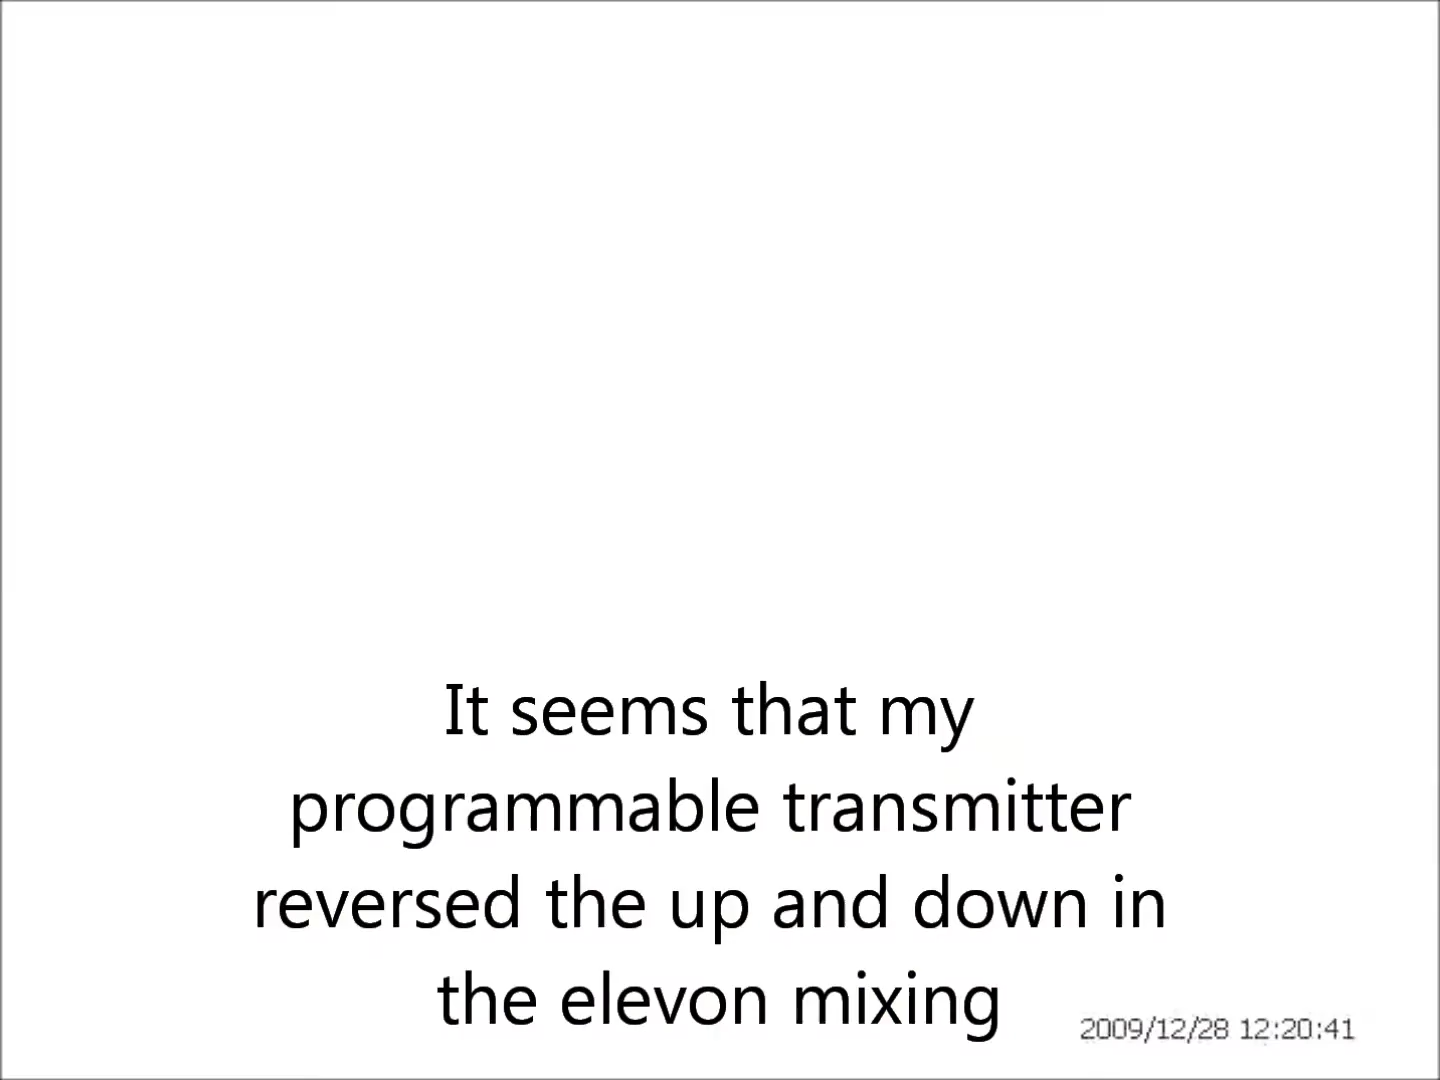 It seems that my
programmable transmitter
reversed the up and down in
the elevon mixing
2009/12/28 12:20:41